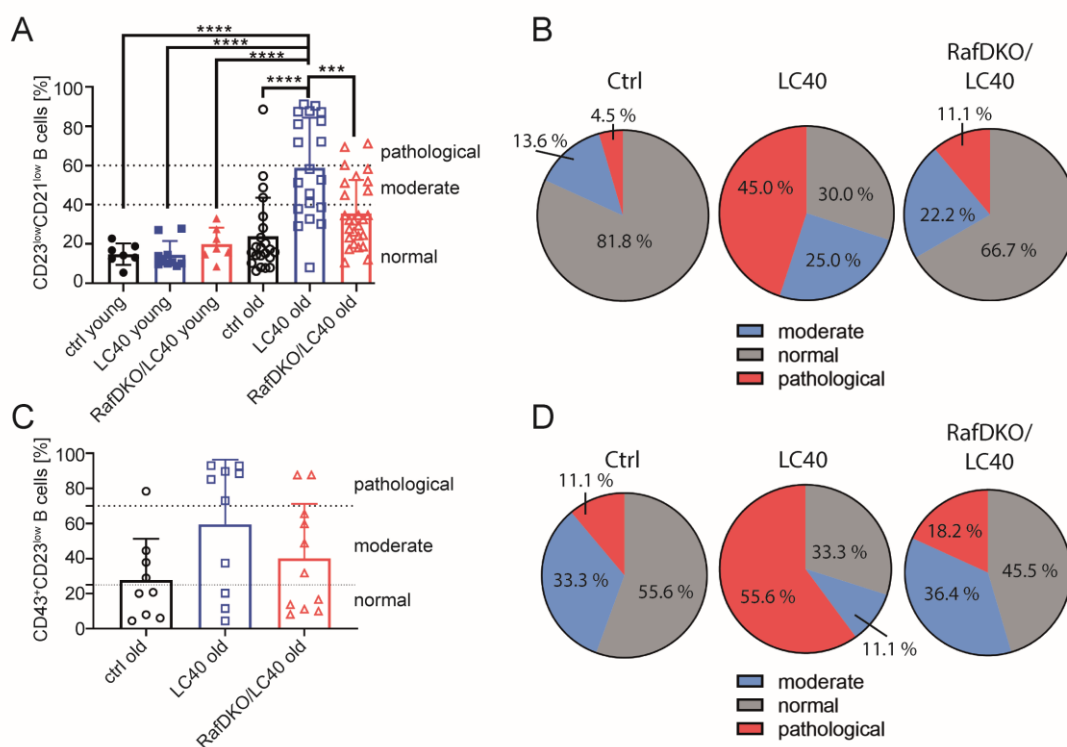 A
****
****
****
****
***
CD23lowCD21low B cells [%]
100
80
60
40
20
0
pathological
moderate
normal
ctrl young
LC40 young
RafDKO/LC40 young
ctrl old
LC40 old
RafDKO/LC40 old
B
Ctrl
LC40
RafDKO/
LC40
13.6 %
4.5 %
81.8 %
45.0 %
30.0 %
25.0 %
11.1 %
22.2 %
66.7 %
moderate
normal
pathological
C
CD43+CD23low B cells [%]
100
80
60
40
20
0
pathological
moderate
normal
ctrl old
LC40 old
RafDKO/LC40 old
D
Ctrl
LC40
RafDKO/
LC40
11.1 %
33.3 %
55.6 %
33.3 %
55.6 %
11.1 %
18.2 %
45.5 %
36.4 %
moderate
normal
pathological